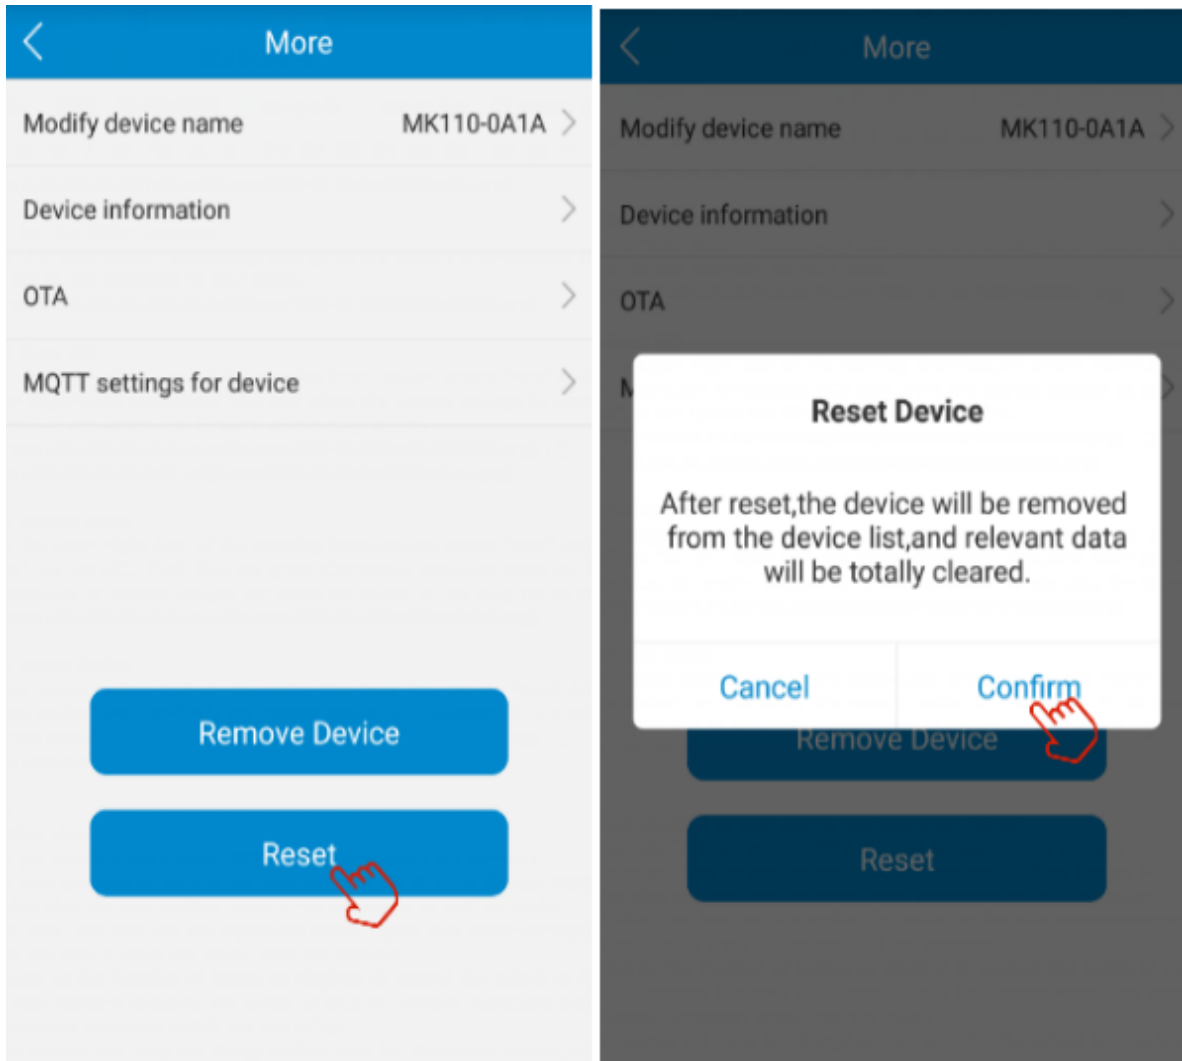 More
Modify device name MK110-0A1A
Device information
OTA
MQTT settings for device
Remove Device
Reset
More
Modify device name MK110-0A1A
Device information
OTA
M
Reset Device
After reset,the device will be removed
from the device list,and relevant data
will be totally cleared.
Cancel Confirm
Remove Device
Reset